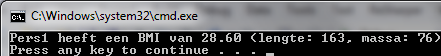 C:\Windows\system32\cmd.exe
Pers1 heeft een BMI van 28.60 (lengte: 163, massa: 76)
Press any key to continue . . .